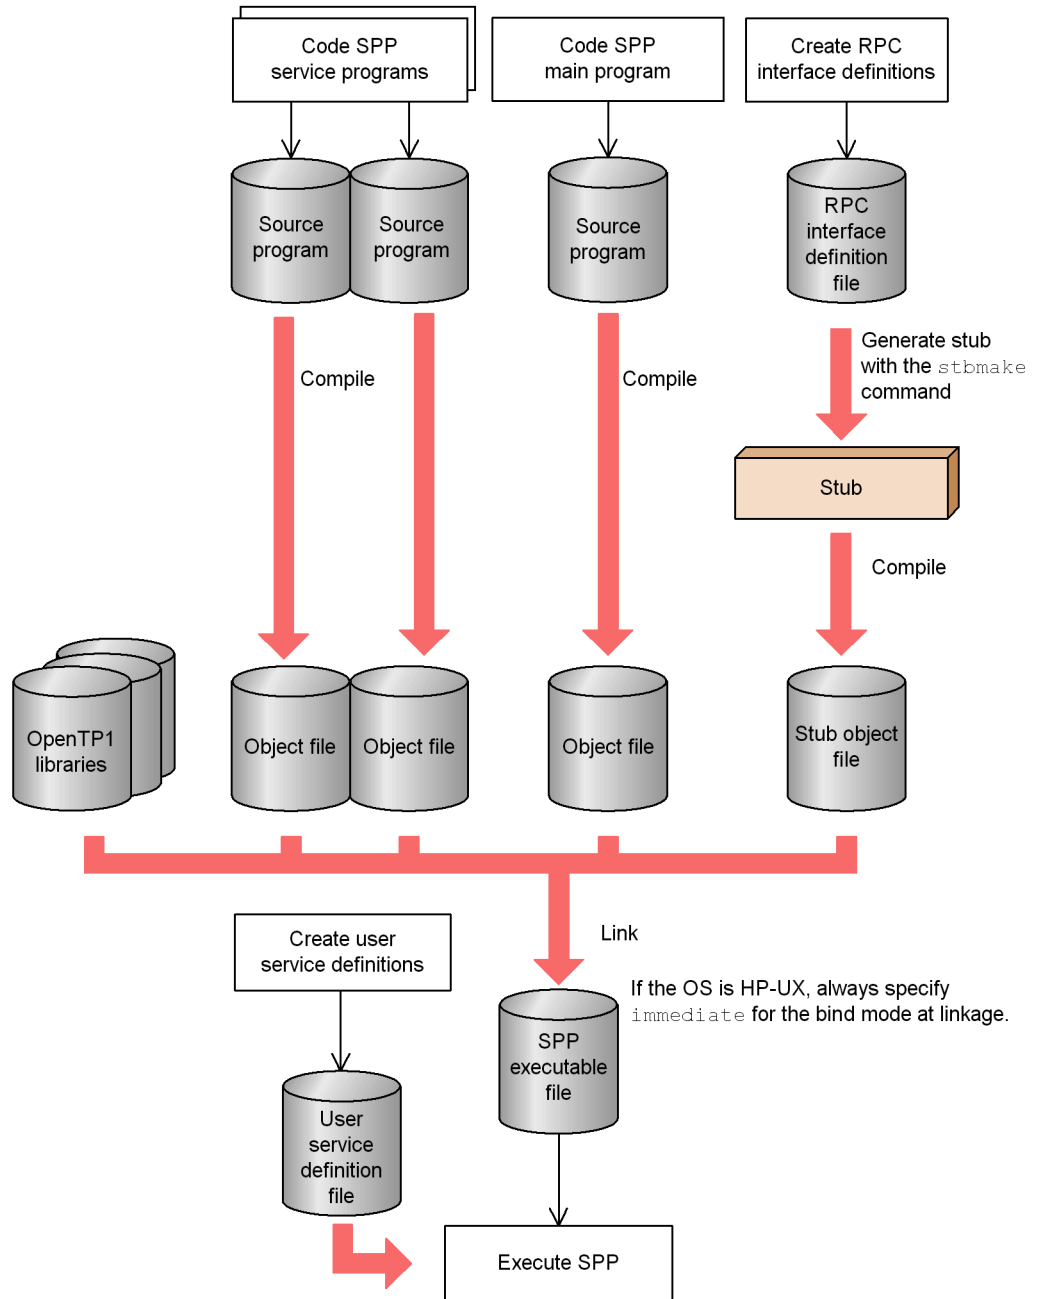 Code SPP
service programs
Code SPP
main program
Create RPC
interface definitions
Source
program
Source
program
Source
program
RPC
interface
definition
file
Compile
Compile
Generate stub
with the stbmake
command
Stub
Compile
OpenTP1
libraries
Object file
Object file
Object file
Stub object
file
Link
Create user
service definitions
If the OS is HP-UX, always specify
immediate for the bind mode at linkage.
SPP
executable
file
User
service
definition
file
Execute SPP